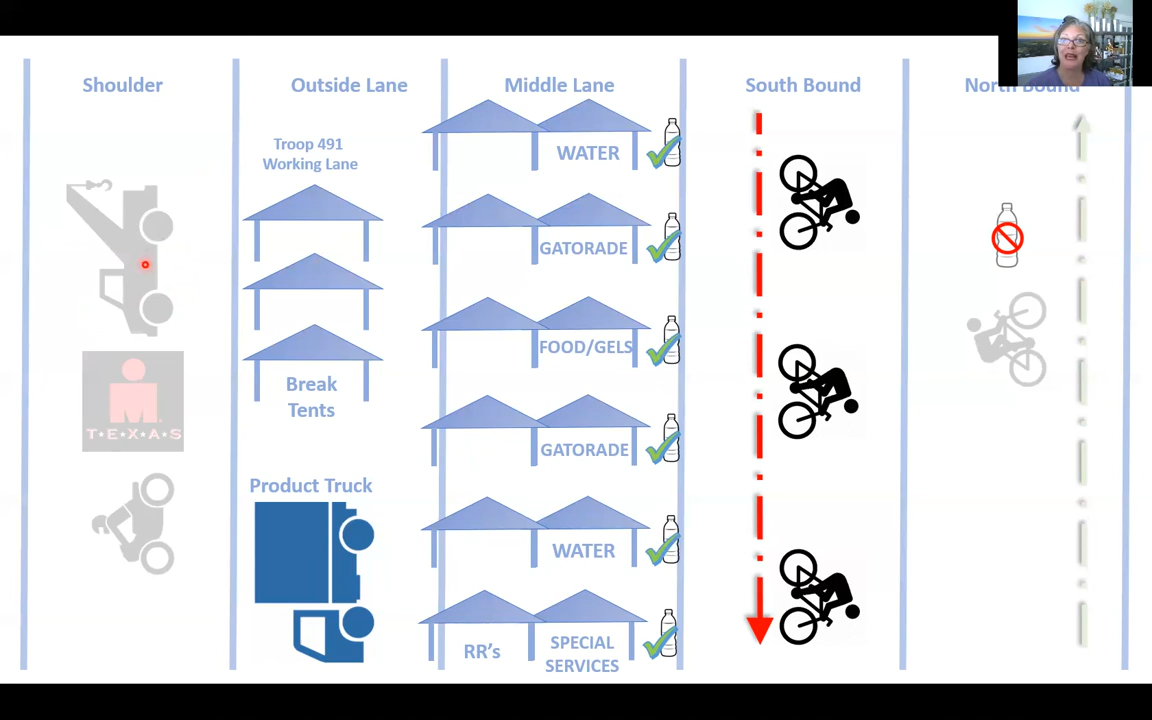 Shoulder
Outside Lane
Middle Lane
South Bound
North Bound
Troop 491
Working Lane
WATER
GATORADE
FOOD/GELS
Break
Tents
M
T•E•X•A•S
GATORADE
Product Truck
WATER
RR's
SPECIAL
SERVICES